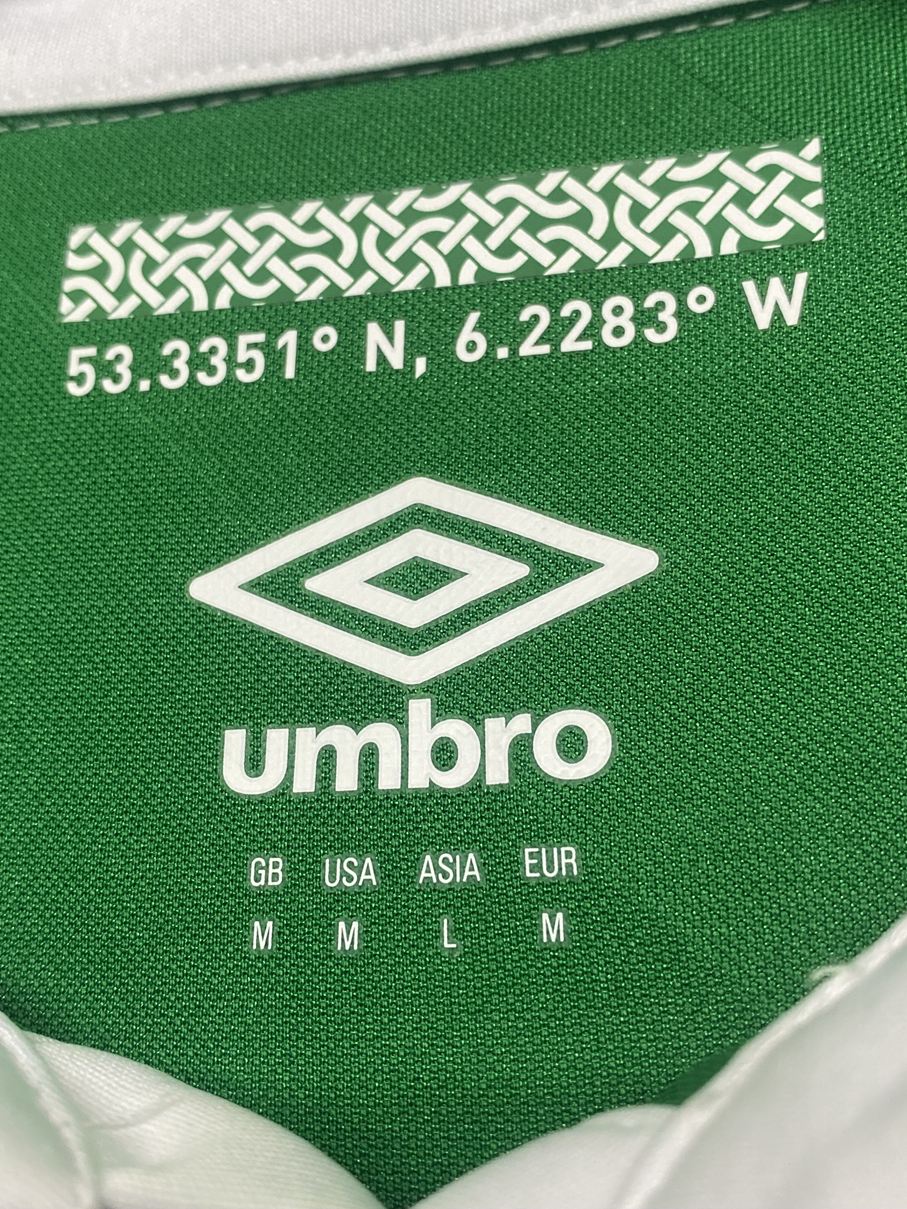 53.3351° N, 6.2283° W
umbro
GB USA ASIA EUR
M M L M